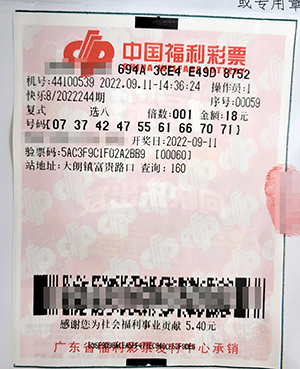 或专用章
中国福利彩票
694A 3CE4 E49D 8752
机号:44100539 2022.09.11-14:36:24 操作员:1
快乐8/2022244期 序号:00059
复式 选八 倍数:001 金额:18元
号码:[07 37 42 47 55 61 66 70 71]
开奖日:2022-09-11
验票码:5AC3F9C1F02A2BB9 [00060]
站地址:大朗镇富贵路口 查询:160
感谢您为社会福利事业贡献 5.40元
广东省福利彩票发行中心承销